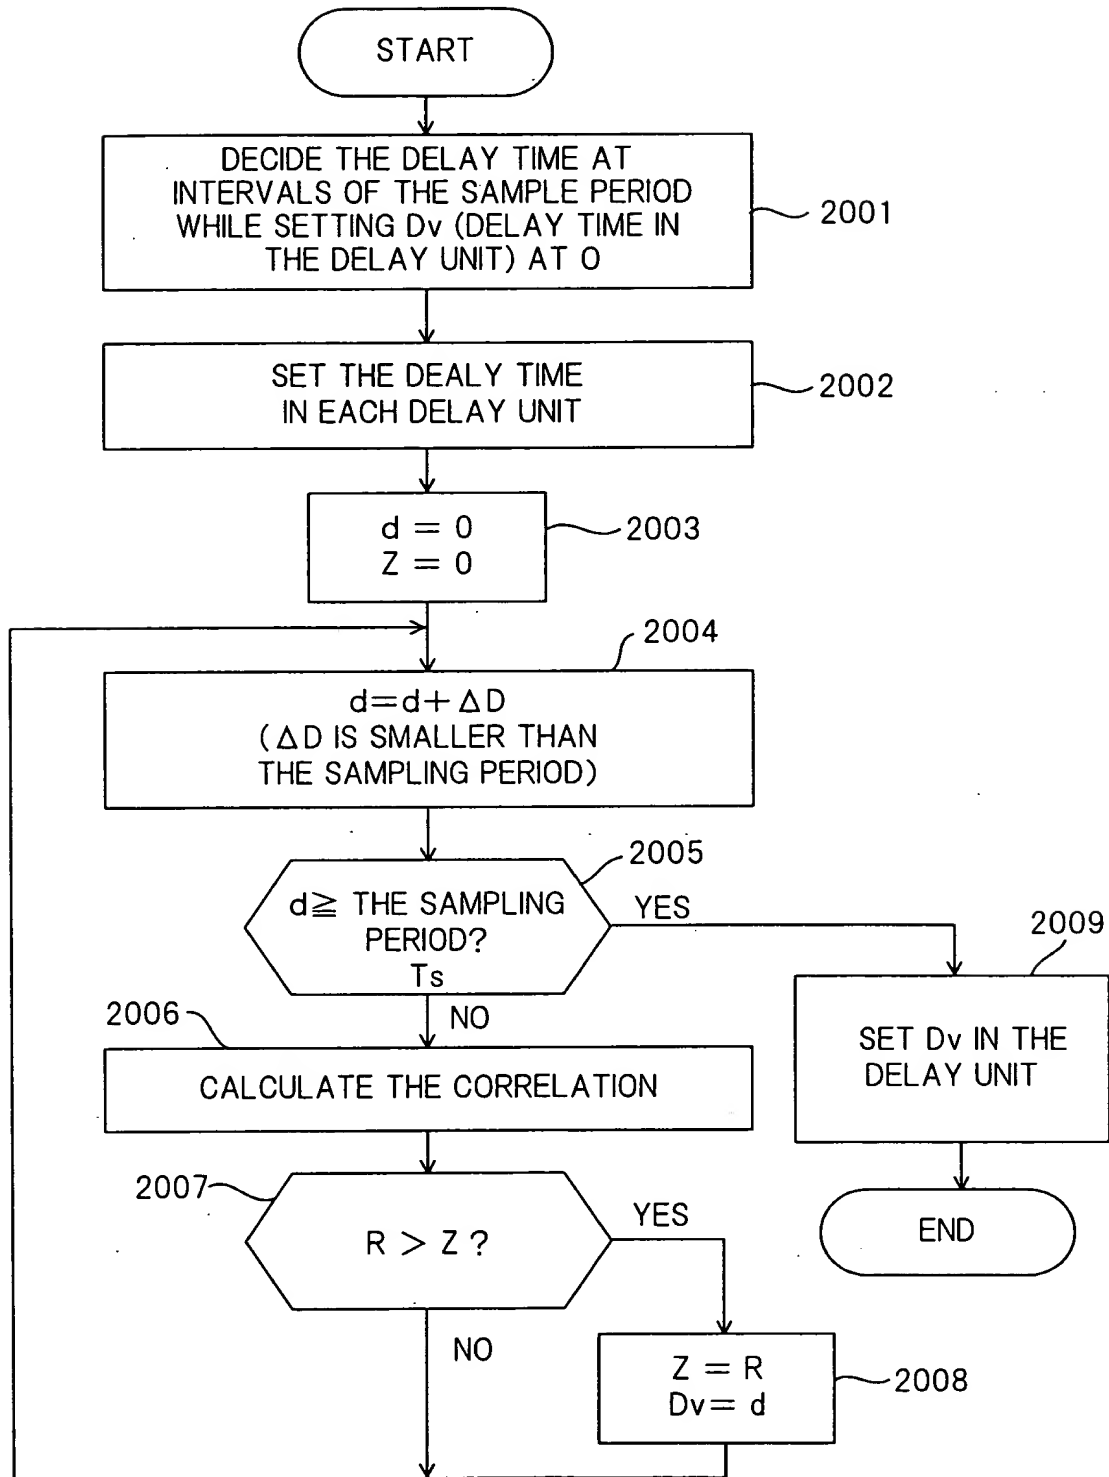 START
DECIDE THE DELAY TIME AT
INTERVALS OF THE SAMPLE PERIOD
WHILE SETTING Dv (DELAY TIME IN
THE DELAY UNIT) AT 0
2001
SET THE DEALY TIME
IN EACH DELAY UNIT
2002
d = 0
Z = 0
2003
2004
d=d+ΔD
(ΔD IS SMALLER THAN
THE SAMPLING PERIOD)
2005
d≧ THE SAMPLING
PERIOD?
Ts
YES
NO
2009
SET Dv IN THE
DELAY UNIT
END
2006
CALCULATE THE CORRELATION
2007
R > Z ?
YES
NO
Z = R
Dv= d
2008